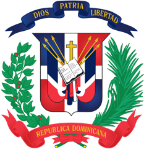 DIOS PATRIA LIBERTAD
REPUBLICA DOMINICANA